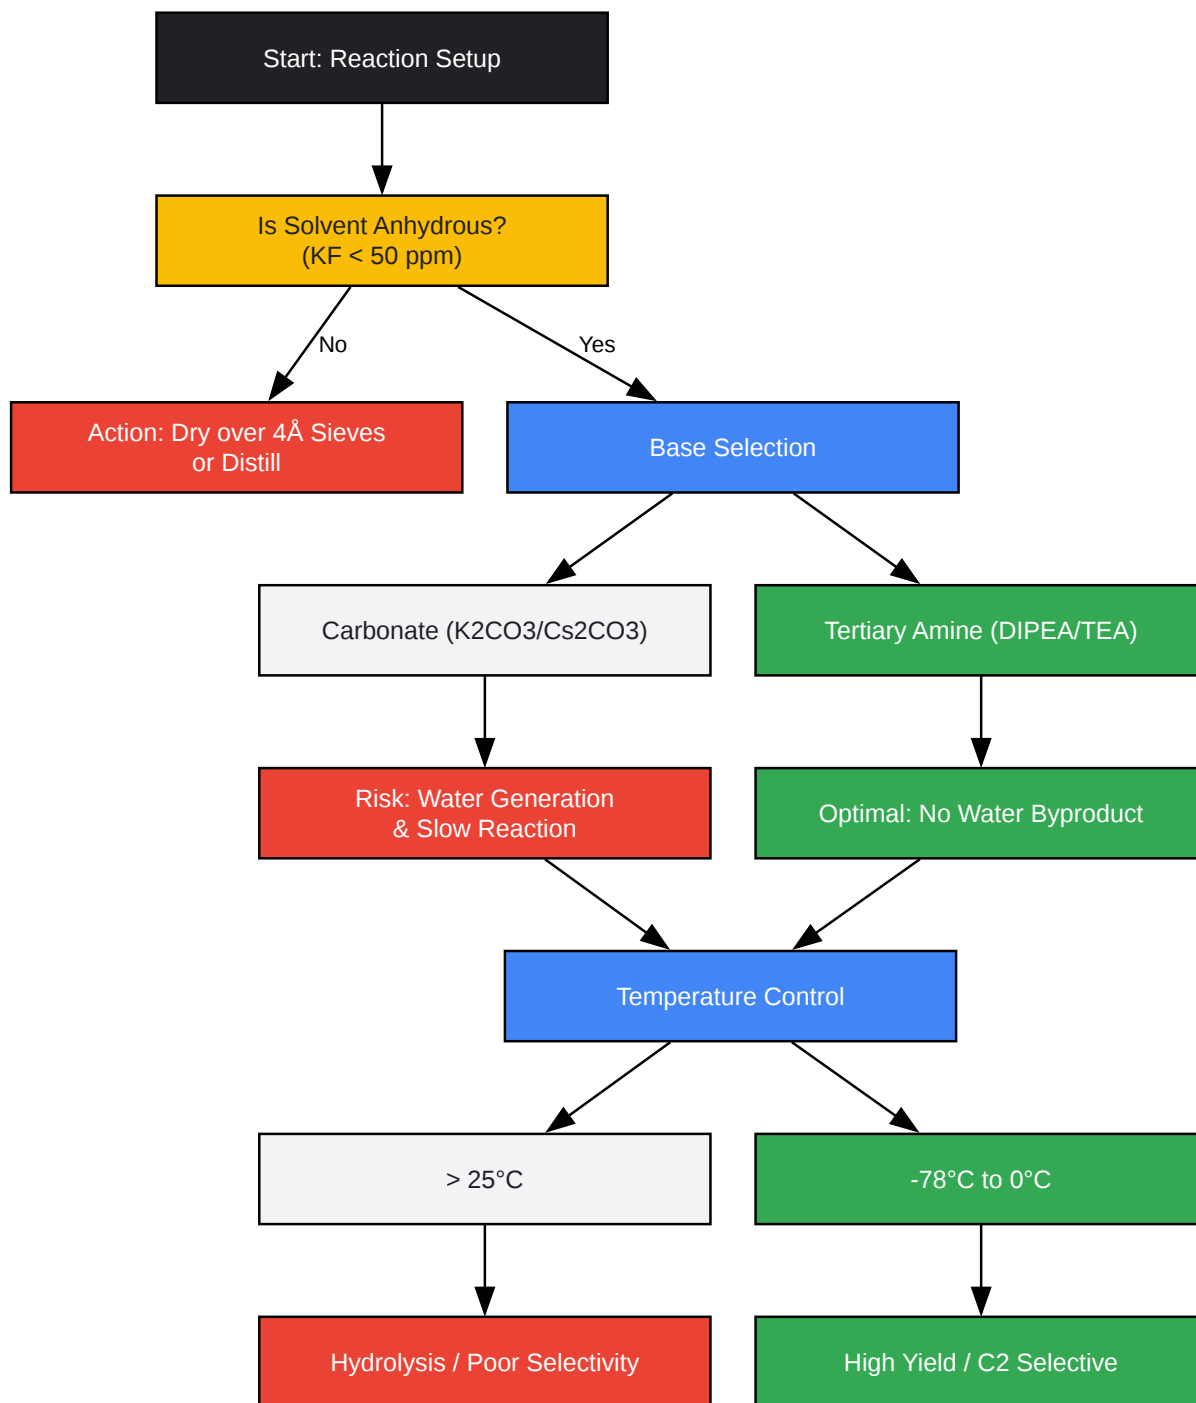 Start: Reaction Setup
Is Solvent Anhydrous?
(KF < 50 ppm)
No
Yes
Action: Dry over 4Å Sieves
or Distill
Base Selection
Carbonate (K2CO3/Cs2CO3)
Tertiary Amine (DIPEA/TEA)
Risk: Water Generation
& Slow Reaction
Optimal: No Water Byproduct
Temperature Control
> 25°C
-78°C to 0°C
Hydrolysis / Poor Selectivity
High Yield / C2 Selective